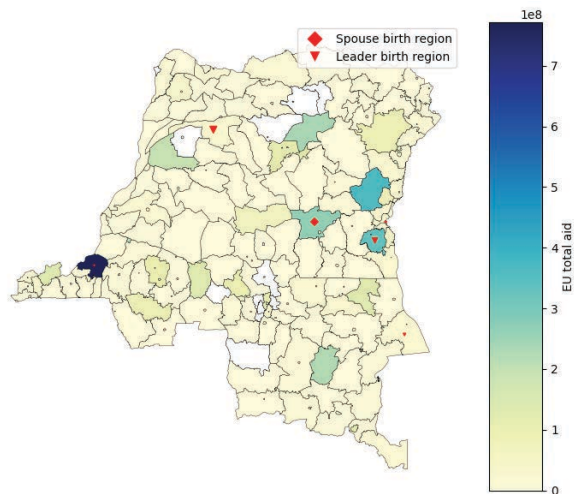 Spouse birth region
Leader birth region
1e8
7
6
5
4
3
2
1
0
EU total aid